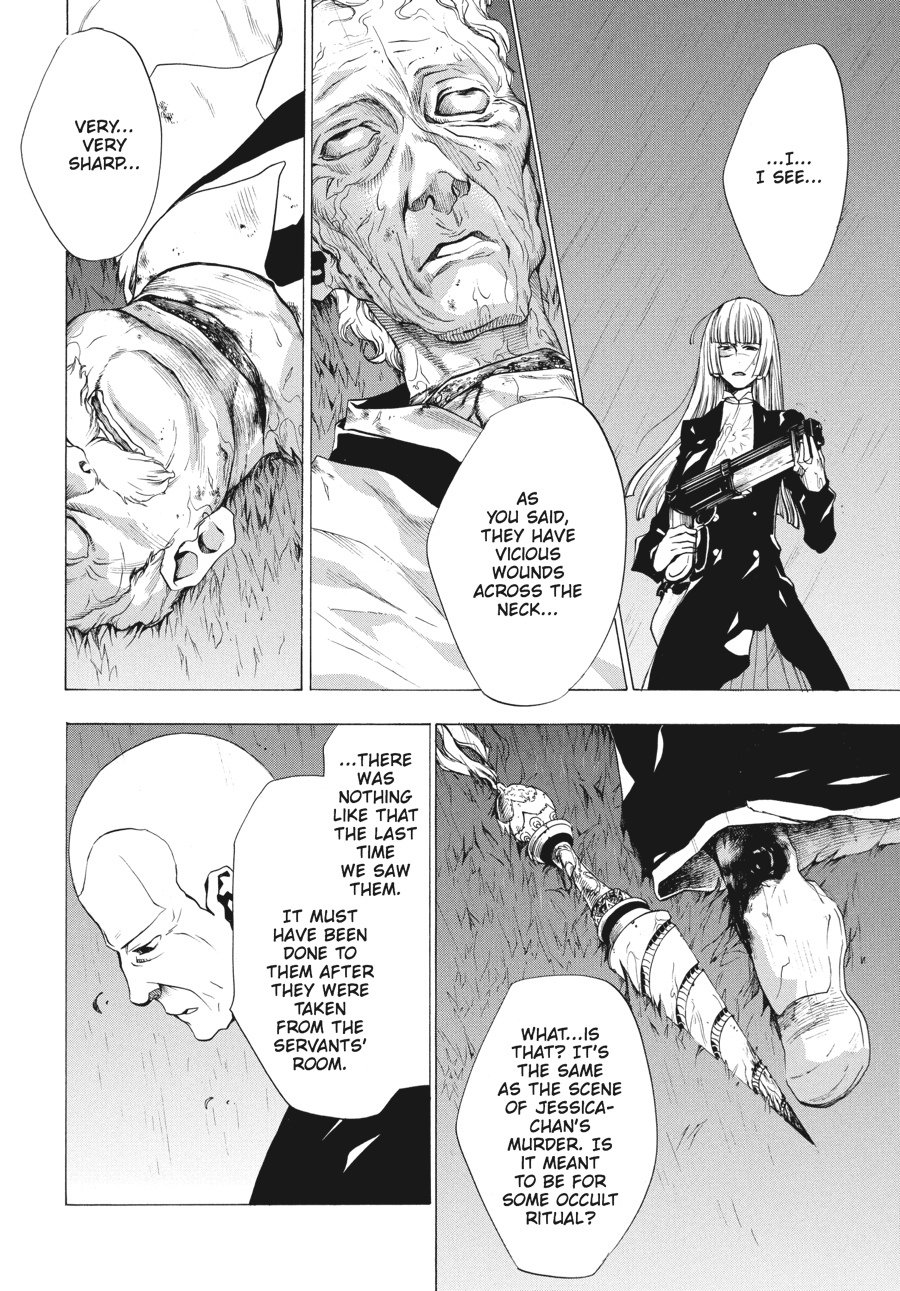 ...I...
I SEE...
AS
YOU SAID,
THEY HAVE
VICIOUS
WOUNDS
ACROSS THE
NECK...
VERY...
VERY
SHARP...
WHAT...IS
THAT? IT'S
THE SAME
AS THE SCENE
OF JESSICA-
CHAN'S
MURDER. IS
IT MEANT
TO BE FOR
SOME OCCULT
RITUAL?
...THERE
WAS
NOTHING
LIKE THAT
THE LAST
TIME
WE SAW
THEM.
IT MUST
HAVE BEEN
DONE TO
THEM AFTER
THEY WERE
TAKEN
FROM THE
SERVANTS'
ROOM.